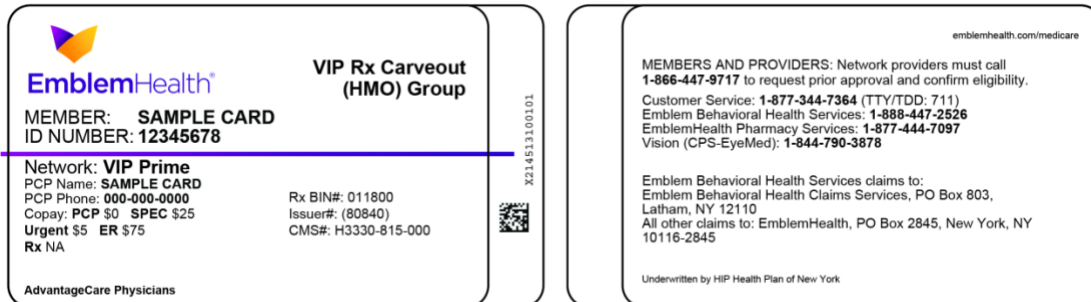 EmblemHealth®
VIP Rx Carveout
(HMO) Group
MEMBER: SAMPLE CARD
ID NUMBER: 12345678
Network: VIP Prime
PCP Name: SAMPLE CARD
PCP Phone: 000-000-0000
Copay: PCP $0 SPEC $25
Urgent $5 ER $75
Rx NA
Rx BIN#: 011800
Issuer#: (80840)
CMS#: H3330-815-000
AdvantageCare Physicians
X214513100101
emblemhealth.com/medicare
MEMBERS AND PROVIDERS: Network providers must call
1-866-447-9717 to request prior approval and confirm eligibility.
Customer Service: 1-877-344-7364 (TTY/TDD: 711)
Emblem Behavioral Health Services: 1-888-447-2526
EmblemHealth Pharmacy Services: 1-877-444-7097
Vision (CPS-EyeMed): 1-844-790-3878
Emblem Behavioral Health Services claims to:
Emblem Behavioral Health Claims Services, PO Box 803,
Latham, NY 12110
All other claims to: EmblemHealth, PO Box 2845, New York, NY
10116-2845
Underwritten by HIP Health Plan of New York